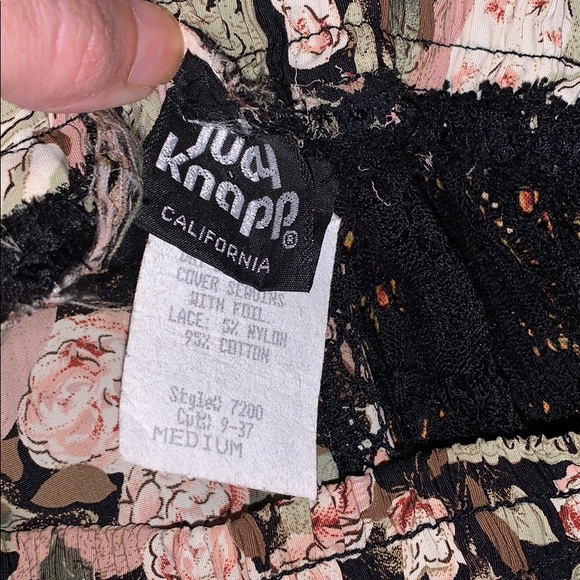 Judy
Knapp
®
CALIFORNIA
COVER SEQUINS
WITH FOIL.
LACE: 5% NYLON
95% COTTON
Style# 7200
Cut# 9-37
MEDIUM